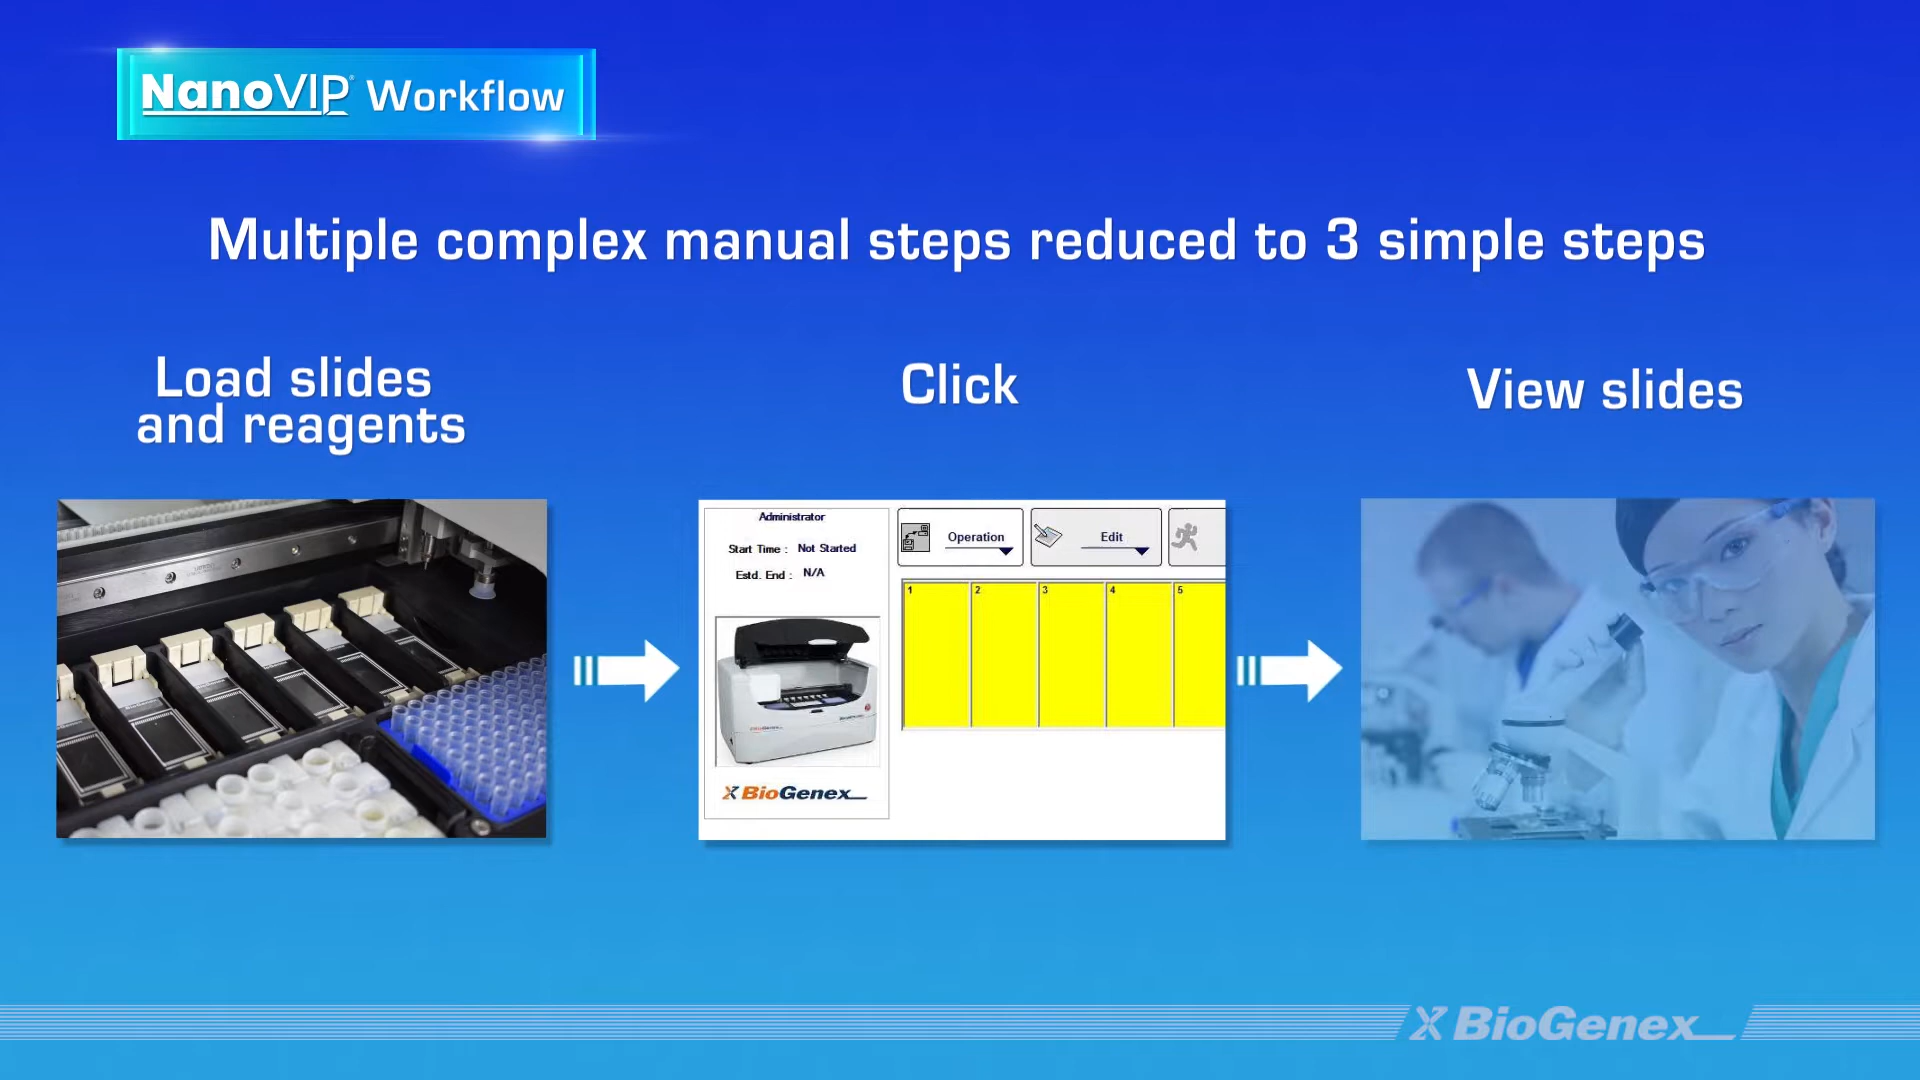 NanoVIP® Workflow
Multiple complex manual steps reduced to 3 simple steps
Load slides
and reagents
Click
View slides
Administrator
Start Time : Not Started
Estd. End : N/A
Operation
Edit
1 2 3 4 5
BioGenex
BioGenex